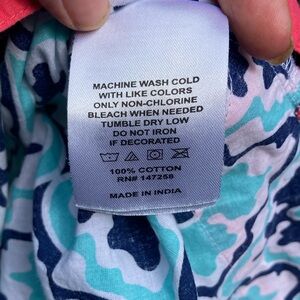 MACHINE WASH COLD
WITH LIKE COLORS
ONLY NON-CHLORINE
BLEACH WHEN NEEDED
TUMBLE DRY LOW
DO NOT IRON
IF DECORATED
100% COTTON
RN# 147258
MADE IN INDIA